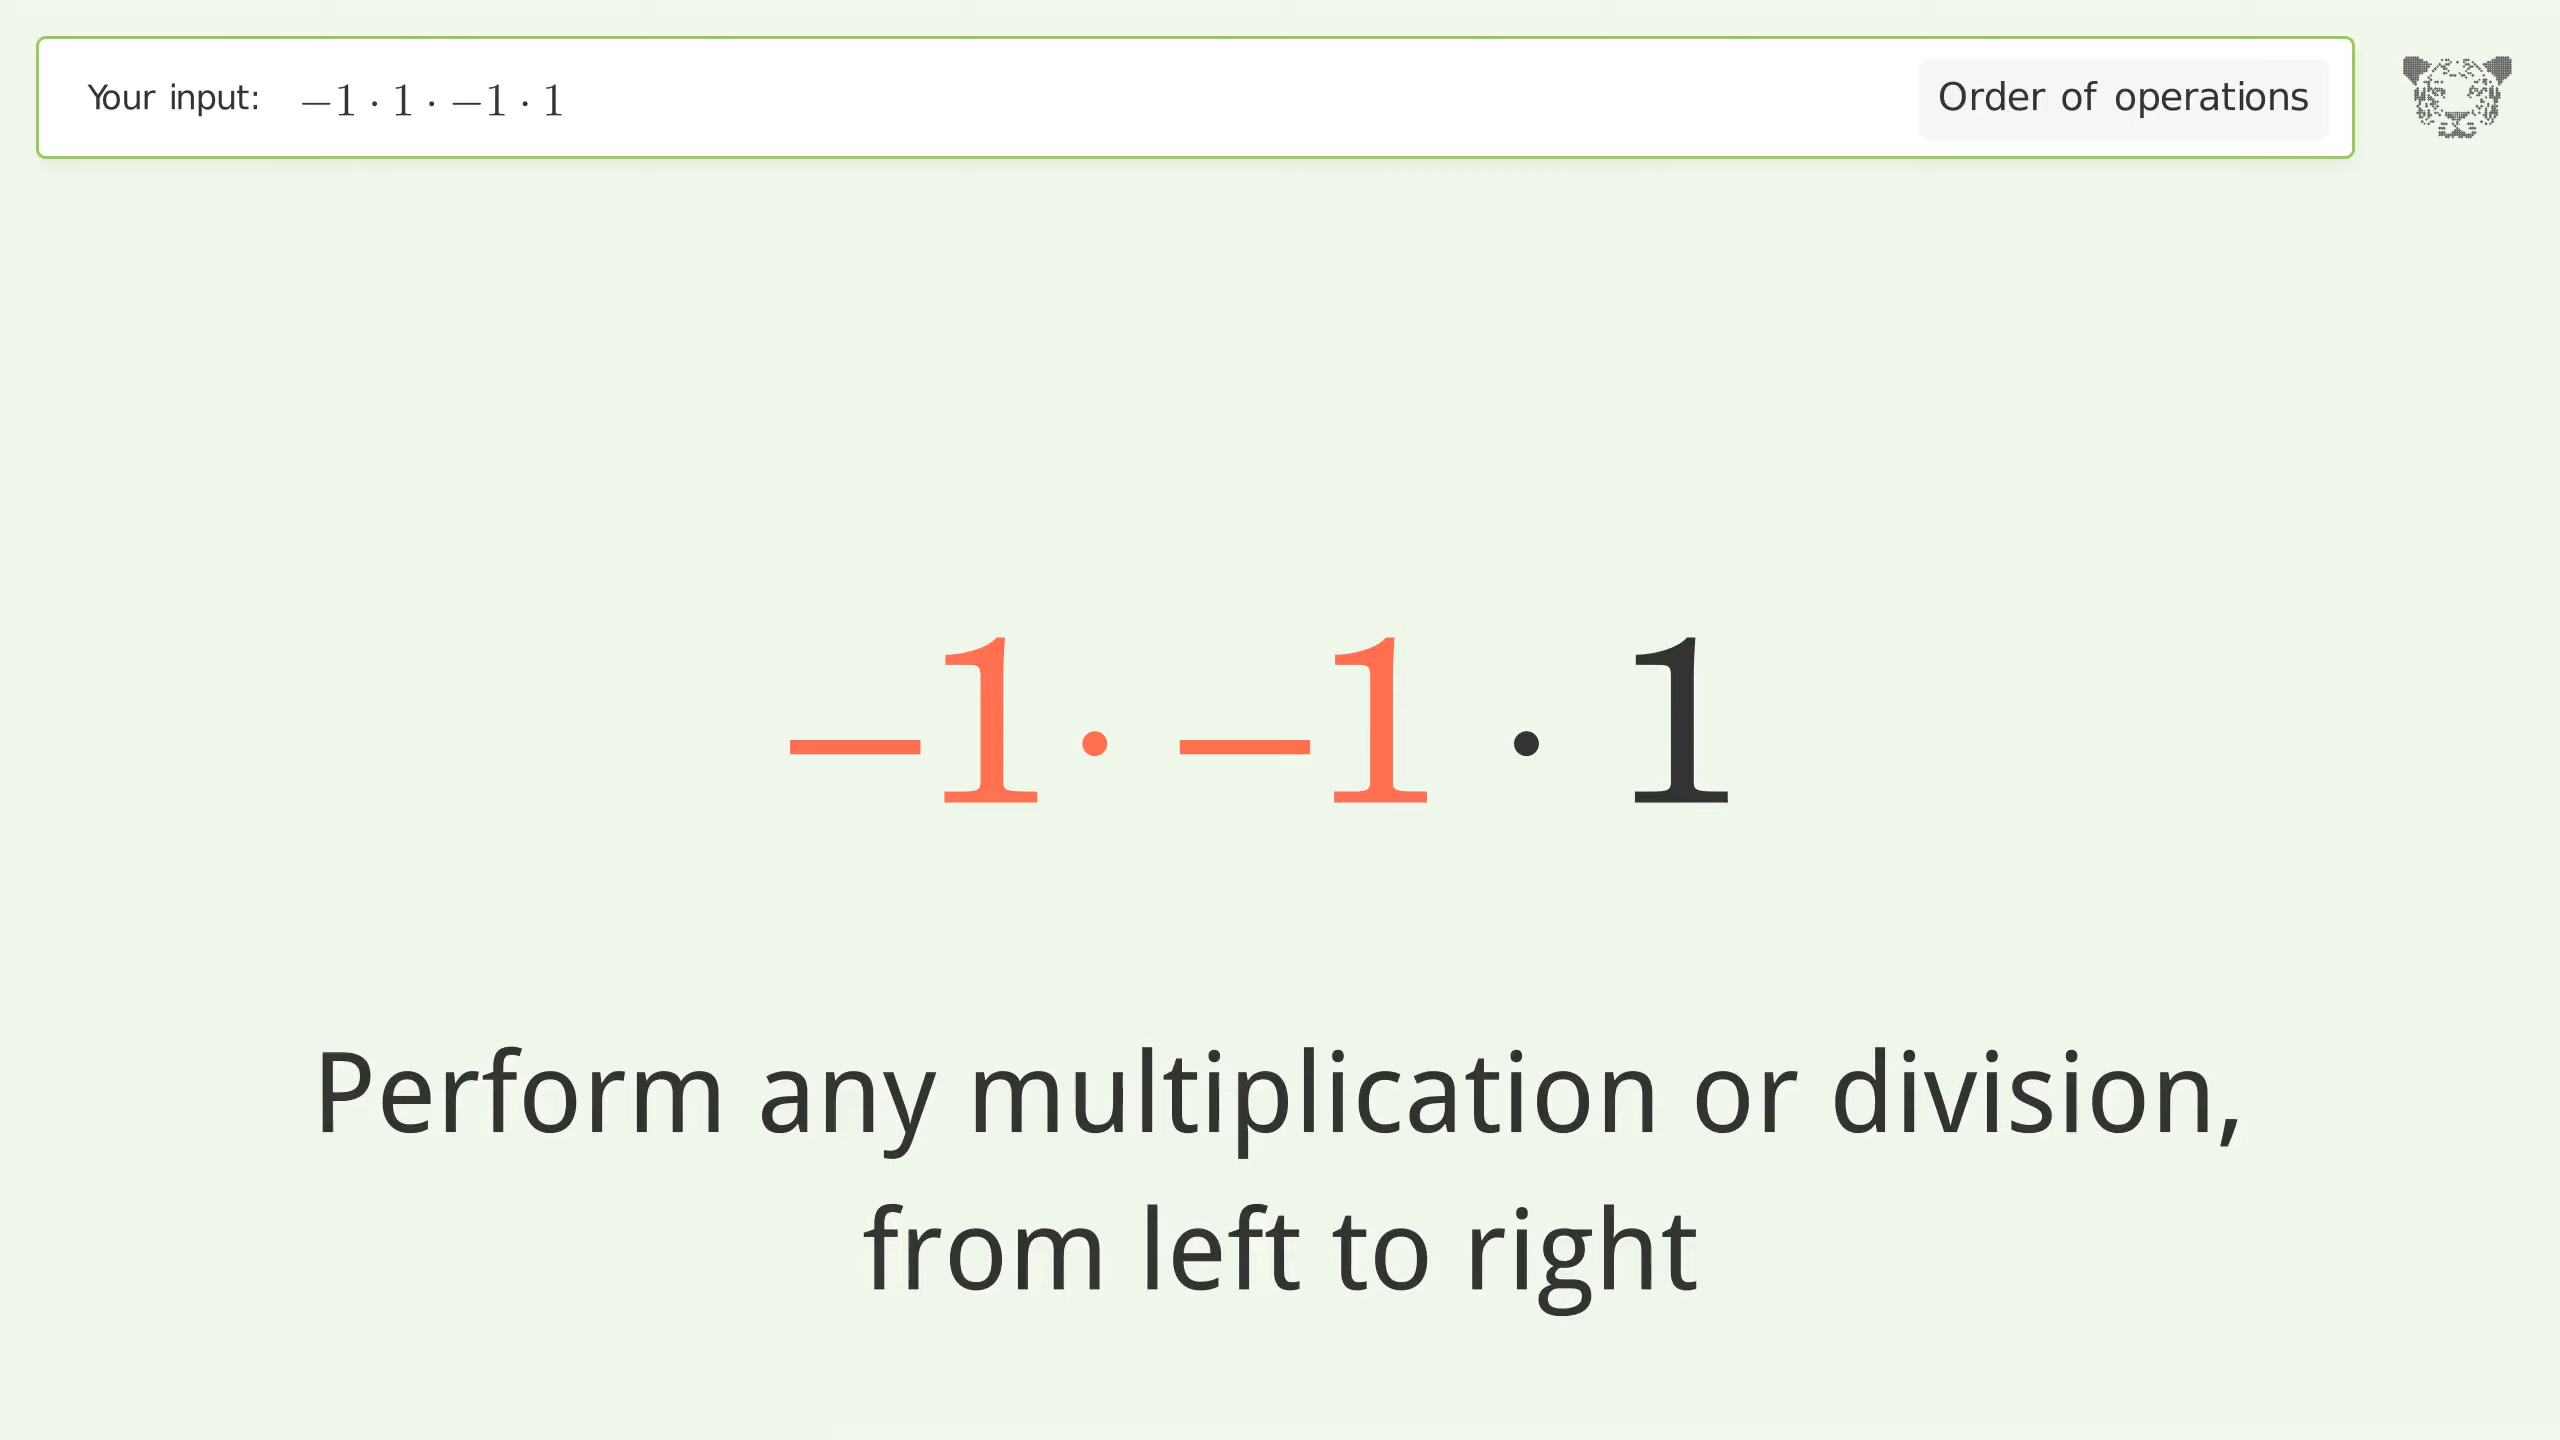 Your input: −1 · 1 · −1 · 1
Order of operations
−1 · −1 · 1
Perform any multiplication or division,
from left to right